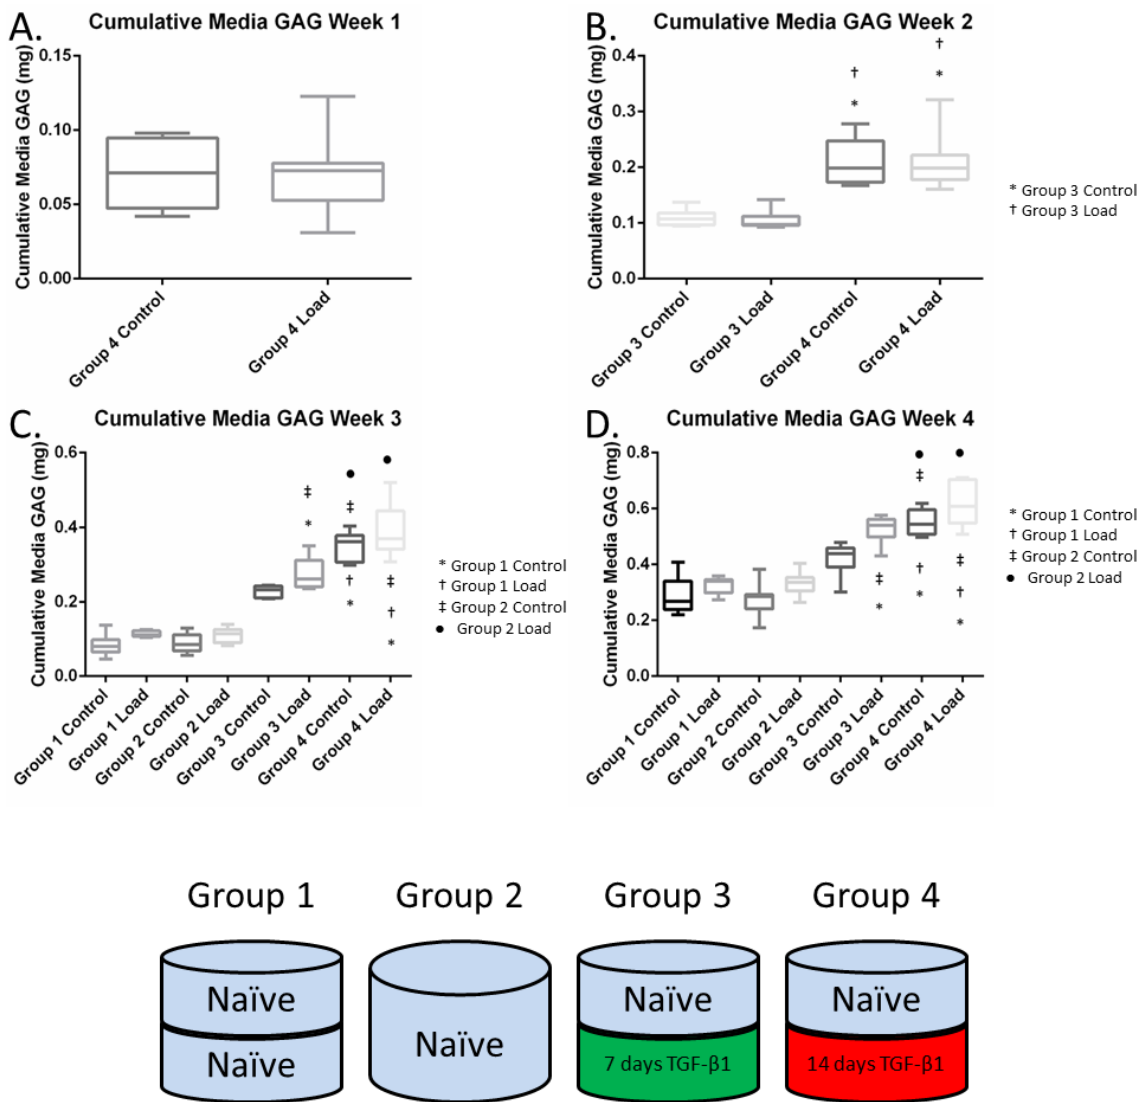 A.
Cumulative Media GAG Week 1
Cumulative Media GAG (mg)
0.15
0.10
0.05
0.00
Group 4 Control
Group 4 Load
B.
Cumulative Media GAG Week 2
Cumulative Media GAG (mg)
0.4
0.3
0.2
0.1
0.0
†
*
†
*
Group 3 Control
Group 3 Load
Group 4 Control
Group 4 Load
* Group 3 Control
† Group 3 Load
C.
Cumulative Media GAG Week 3
Cumulative Media GAG (mg)
0.6
0.4
0.2
0.0
‡
*
●
‡
†
*
●
‡
†
*
Group 1 Control
Group 1 Load
Group 2 Control
Group 2 Load
Group 3 Control
Group 3 Load
Group 4 Control
Group 4 Load
* Group 1 Control
† Group 1 Load
‡ Group 2 Control
● Group 2 Load
D.
Cumulative Media GAG Week 4
Cumulative Media GAG (mg)
0.8
0.6
0.4
0.2
0.0
‡
*
●
‡
†
*
●
‡
†
*
Group 1 Control
Group 1 Load
Group 2 Control
Group 2 Load
Group 3 Control
Group 3 Load
Group 4 Control
Group 4 Load
* Group 1 Control
† Group 1 Load
‡ Group 2 Control
● Group 2 Load
Group 1
Naïve
Naïve
Group 2
Naïve
Group 3
Naïve
7 days TGF-β1
Group 4
Naïve
14 days TGF-β1